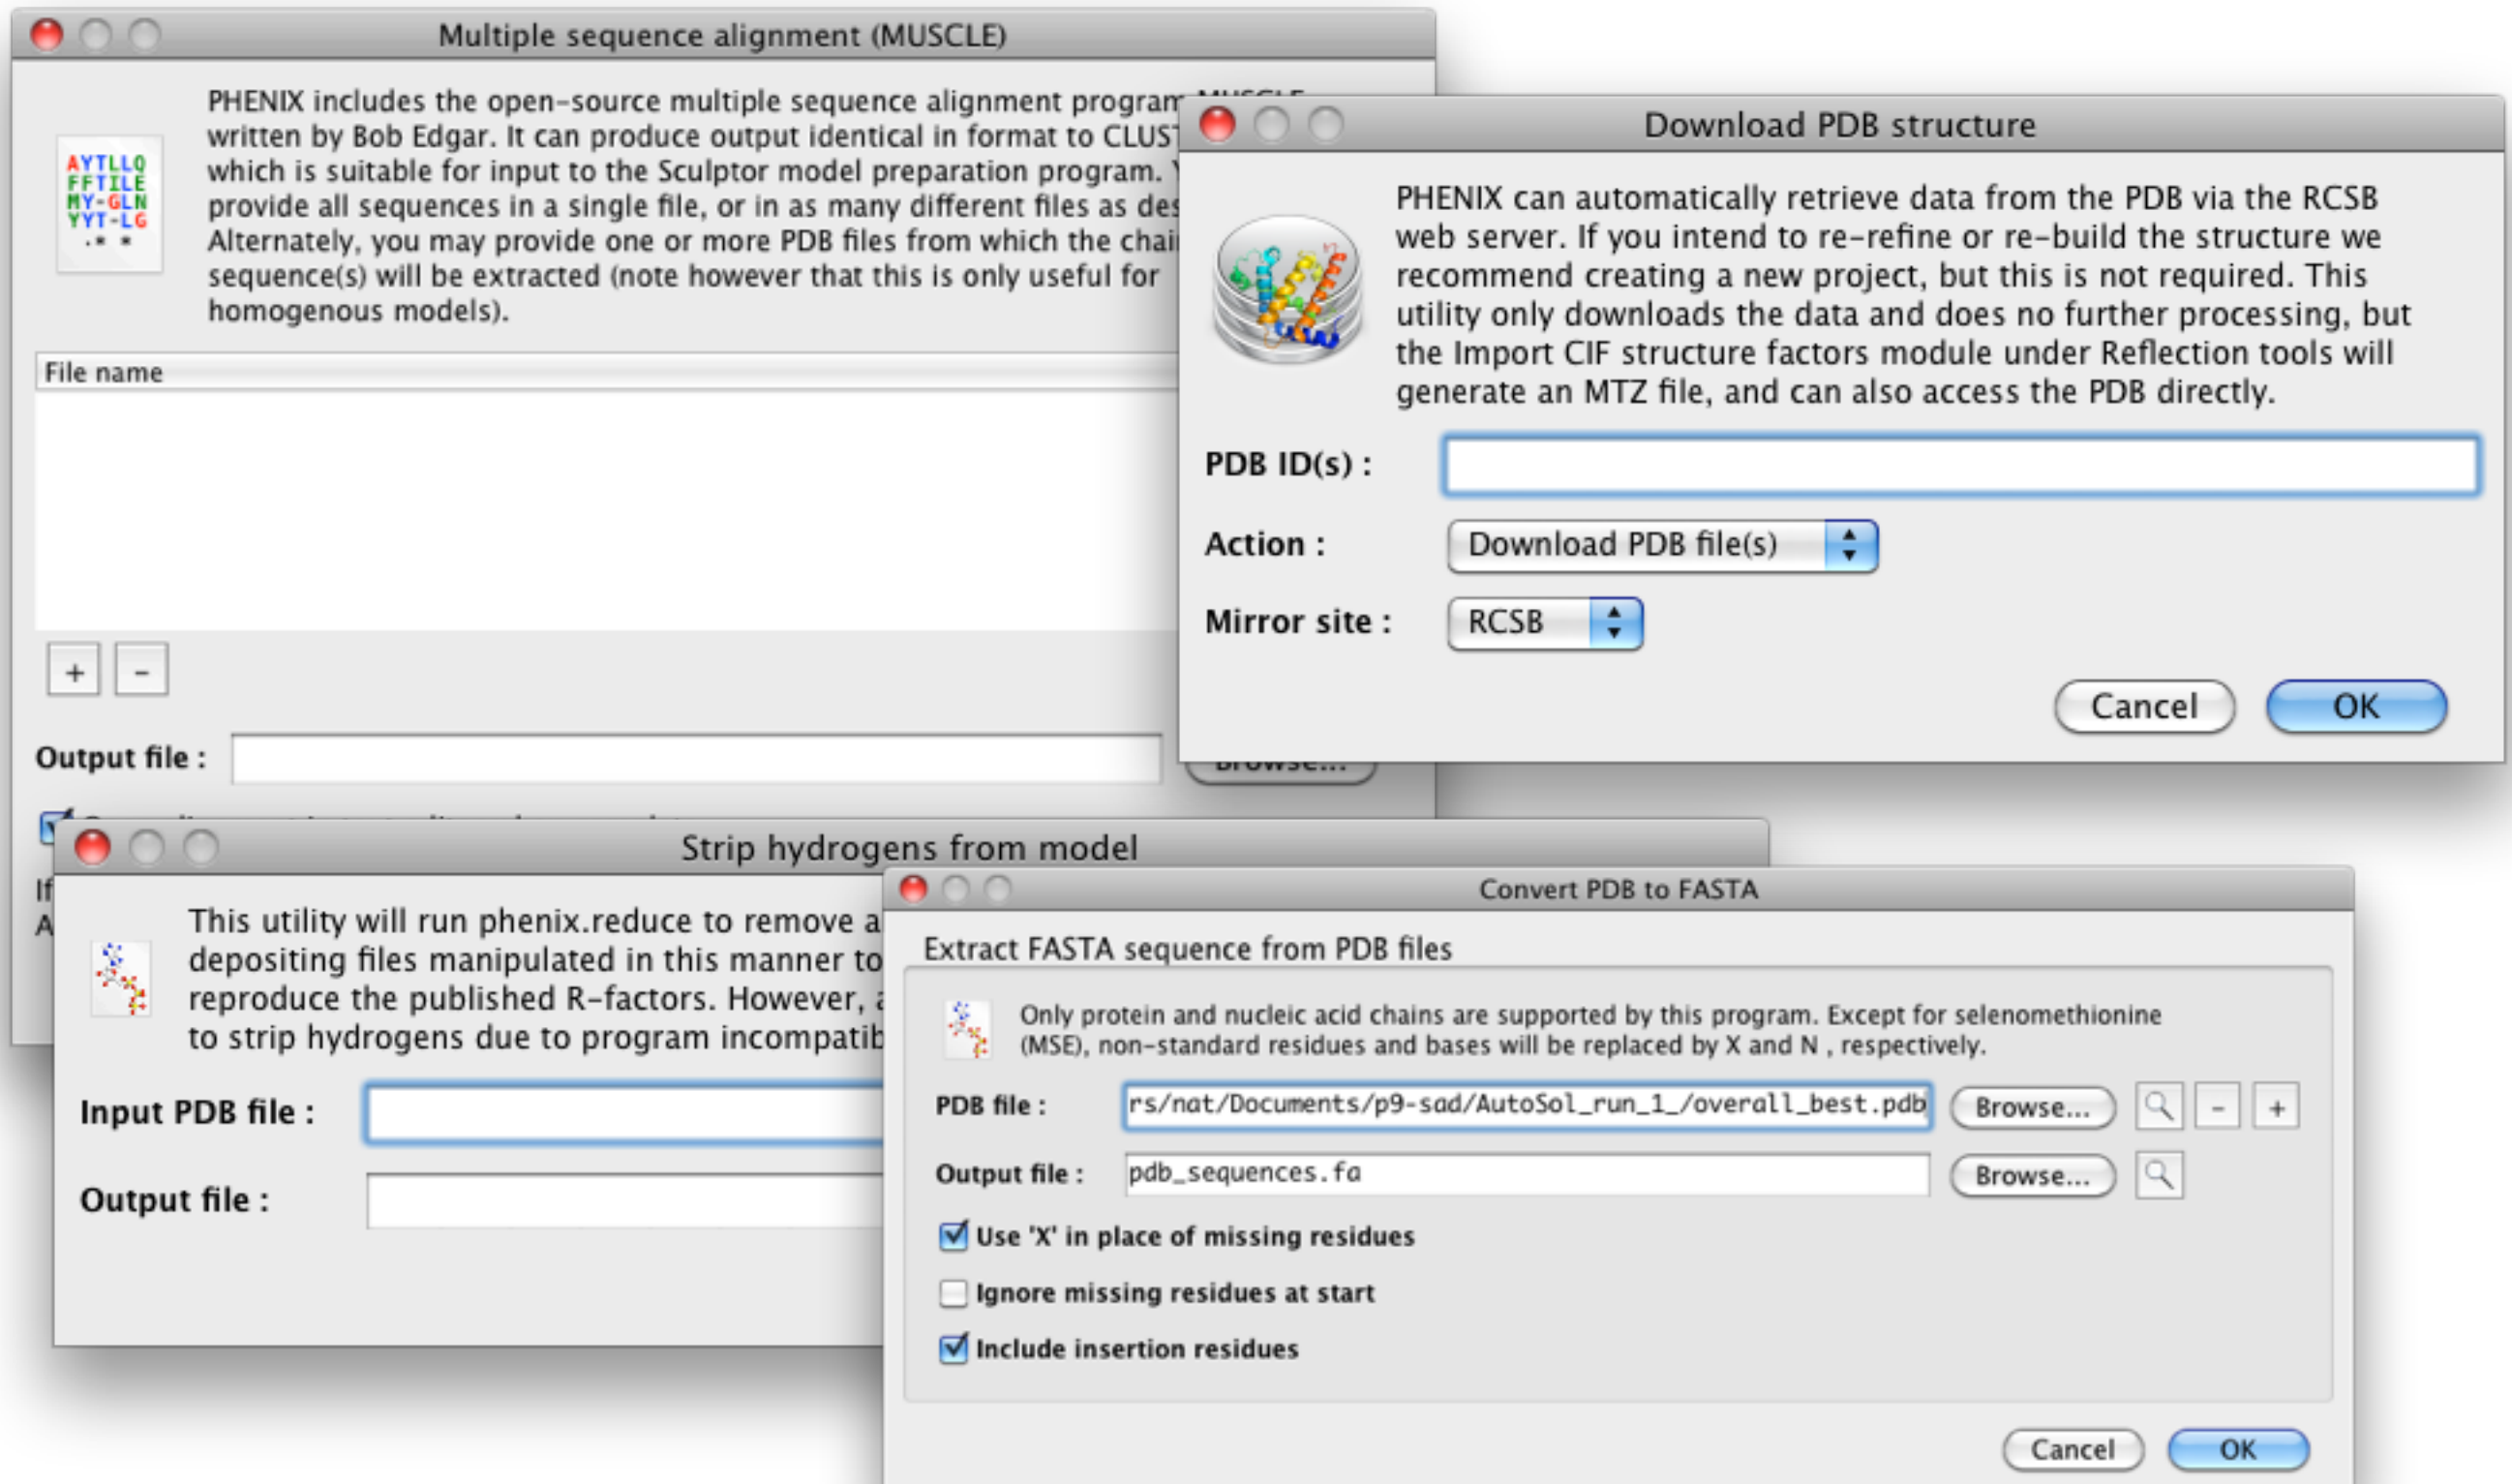 Multiple sequence alignment (MUSCLE)
AYTLLQ
FFTILE
MY-GLN
YYT-LG
.* *
PHENIX includes the open-source multiple sequence alignment program MUSCLE
written by Bob Edgar. It can produce output identical in format to CLUST
which is suitable for input to the Sculptor model preparation program.
provide all sequences in a single file, or in as many different files as des
Alternately, you may provide one or more PDB files from which the chai
sequence(s) will be extracted (note however that this is only useful for
homogenous models).
File name
+ -
Output file :
Browse...
Download PDB structure
PHENIX can automatically retrieve data from the PDB via the RCSB
web server. If you intend to re-refine or re-build the structure we
recommend creating a new project, but this is not required. This
utility only downloads the data and does no further processing, but
the Import CIF structure factors module under Reflection tools will
generate an MTZ file, and can also access the PDB directly.
PDB ID(s) :
Action : Download PDB file(s)
Mirror site : RCSB
Cancel OK
If
A
Strip hydrogens from model
This utility will run phenix.reduce to remove a
depositing files manipulated in this manner to
reproduce the published R-factors. However, a
to strip hydrogens due to program incompatib
Input PDB file :
Output file :
Convert PDB to FASTA
Extract FASTA sequence from PDB files
Only protein and nucleic acid chains are supported by this program. Except for selenomethionine
(MSE), non-standard residues and bases will be replaced by X and N , respectively.
PDB file : rs/nat/Documents/p9-sad/AutoSol_run_1_/overall_best.pdb Browse... - +
Output file : pdb_sequences.fa Browse...
Use 'X' in place of missing residues
Ignore missing residues at start
Include insertion residues
Cancel OK